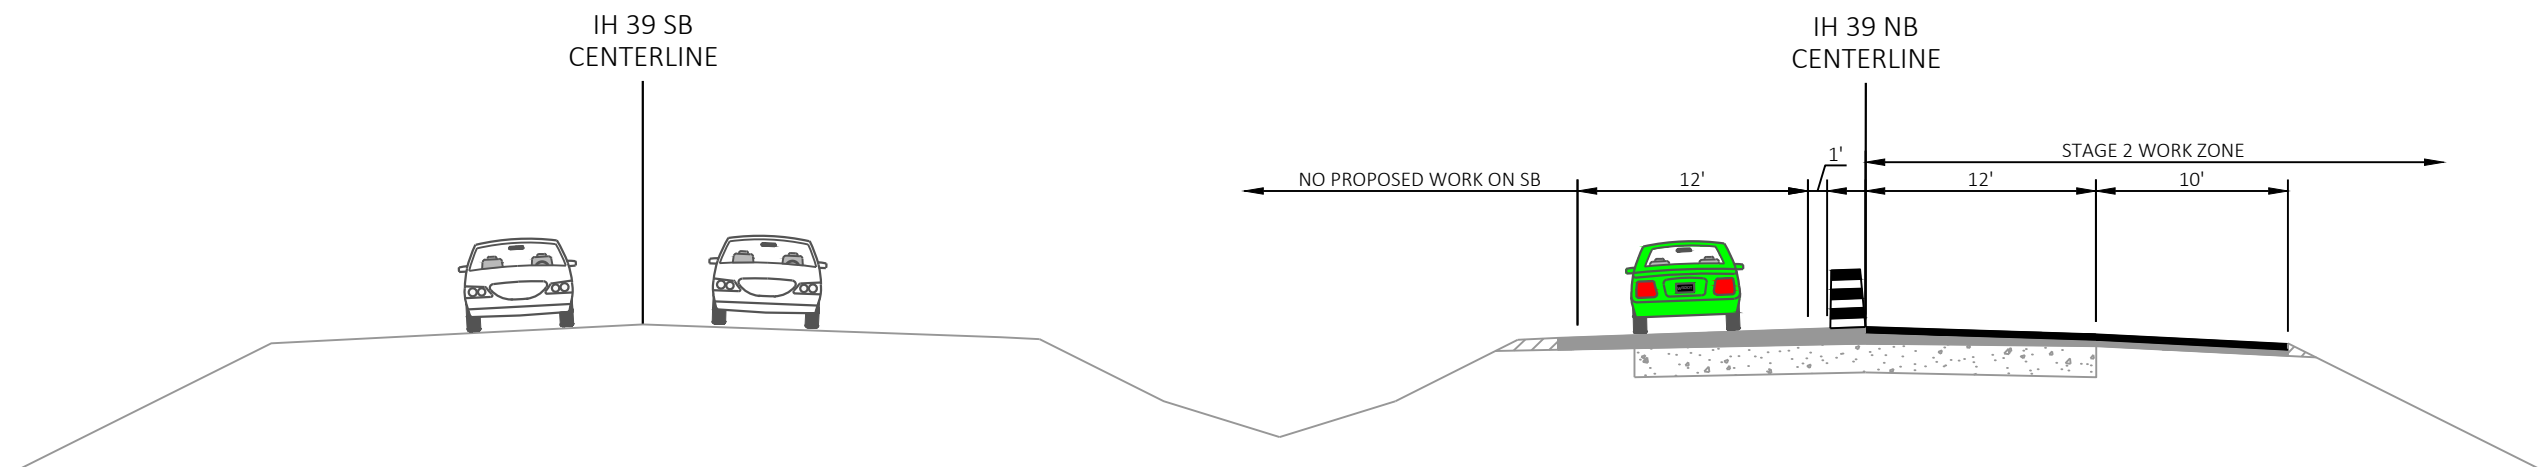 IH 39 SB
CENTERLINE
IH 39 NB
CENTERLINE
STAGE 2 WORK ZONE
1'
NO PROPOSED WORK ON SB
12'
12'
10'